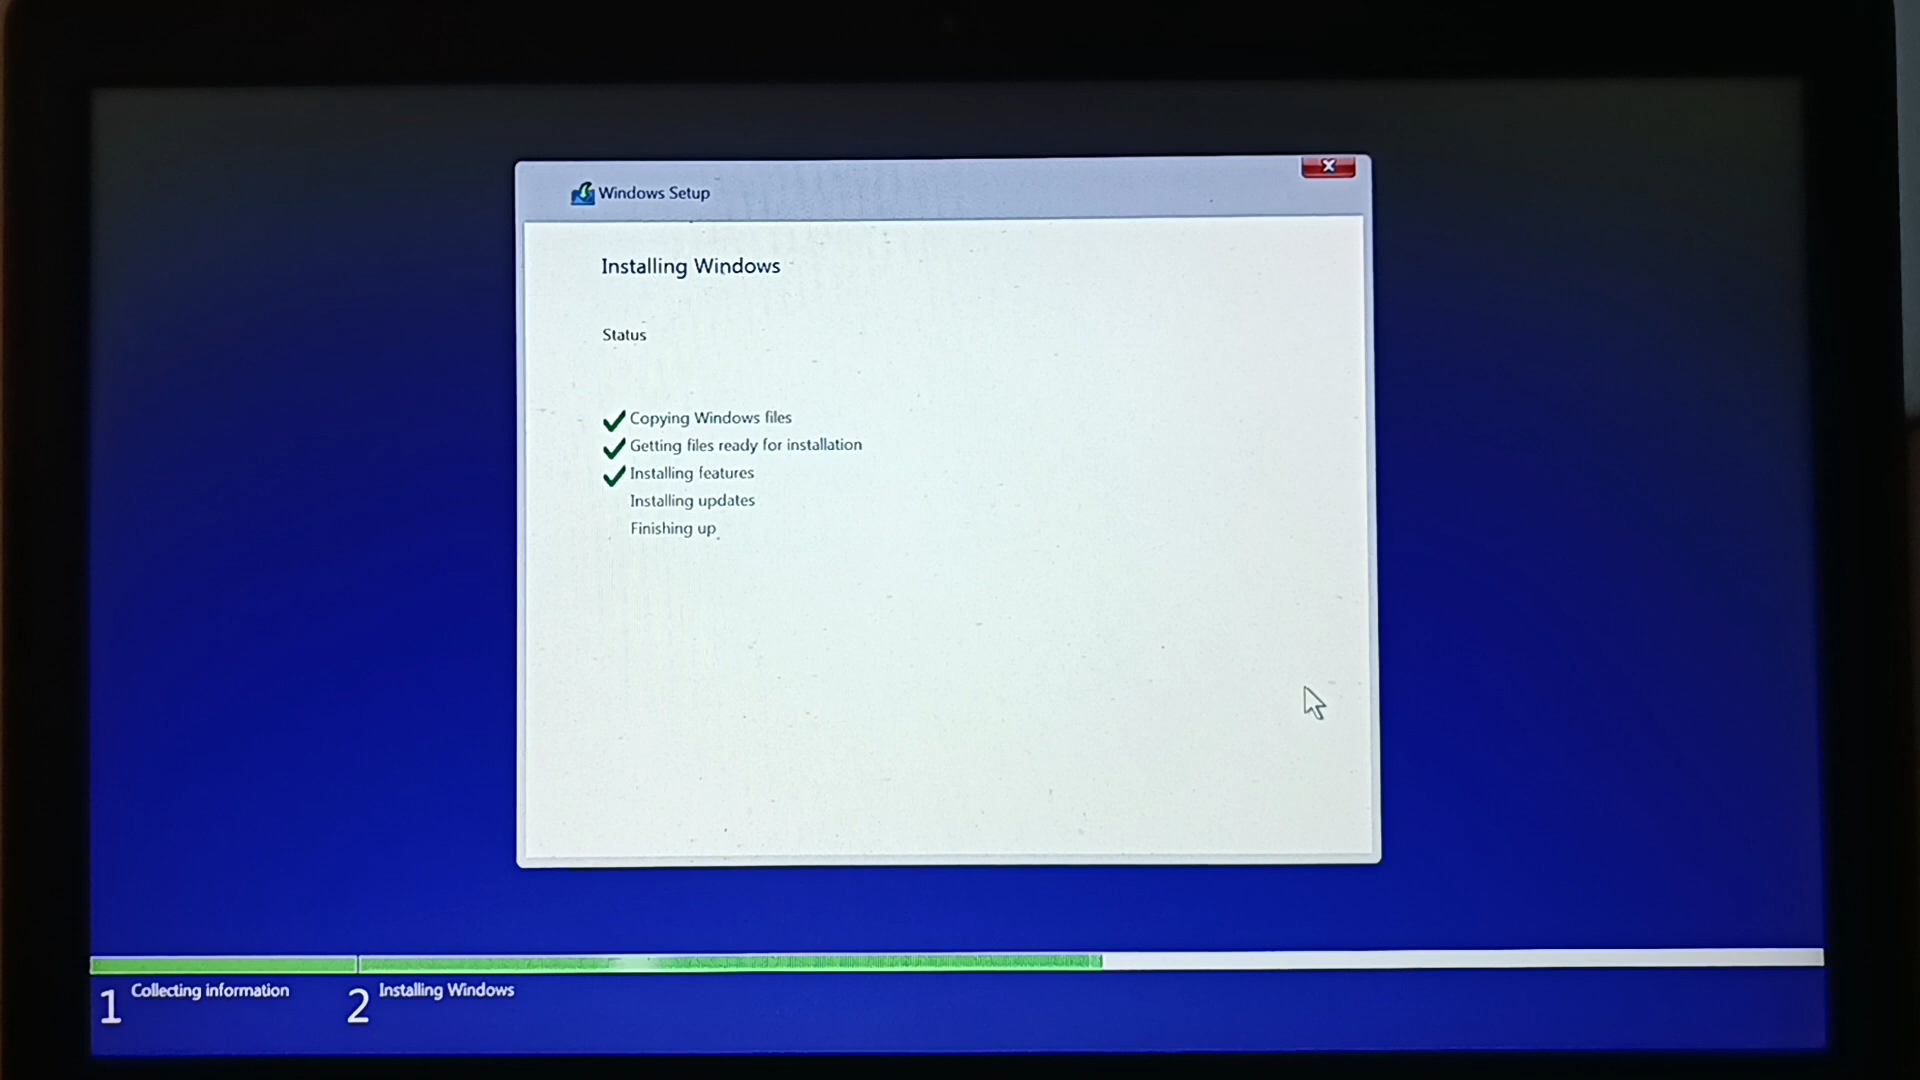 Windows Setup
Installing Windows
Status
Copying Windows files
Getting files ready for installation
Installing features
Installing updates
Finishing up
1 Collecting information
2 Installing Windows